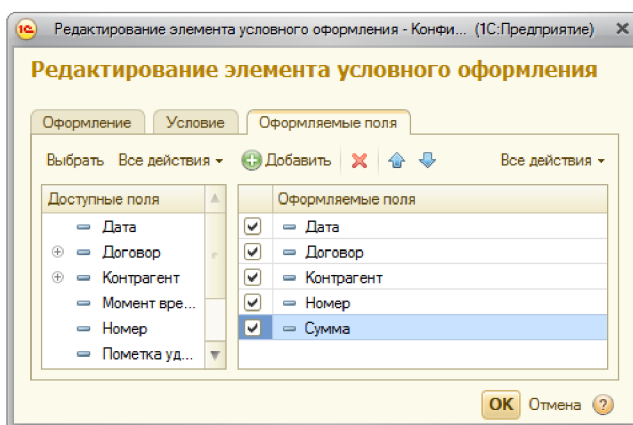 Редактирование элемента условного оформления - Конфи... (1С:Предприятие)
Редактирование элемента условного оформления
Оформление Условие Оформляемые поля
Выбрать Все действия Добавить Все действия
Доступные поля Оформляемые поля
Дата Дата
Договор Договор
Контрагент Контрагент
Момент вре... Номер
Номер Сумма
Пометка уд...
ОК Отмена ?